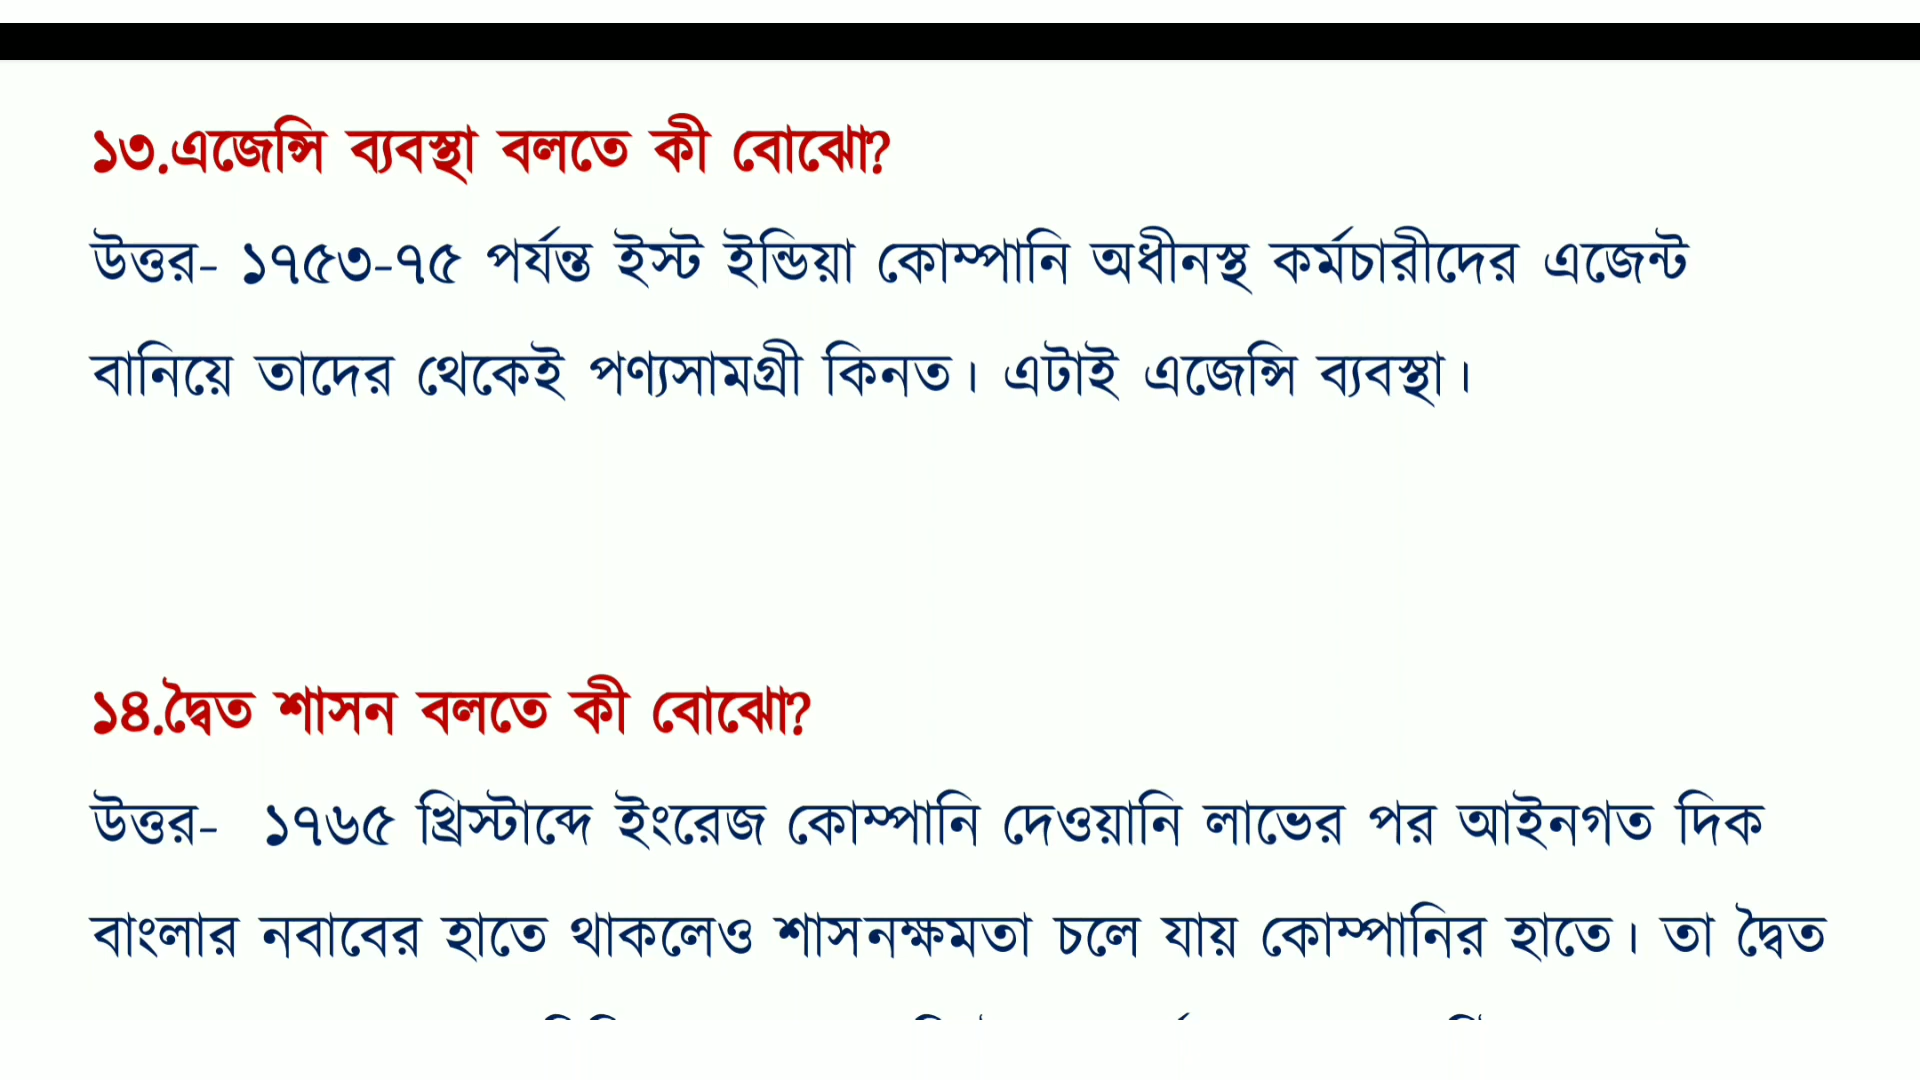 ১৩.এজেন্সি ব্যবস্থা বলতে কী বোঝো?
উত্তর- ১৭৫৩-৭৫ পর্যন্ত ইস্ট ইন্ডিয়া কোম্পানি অধীনস্থ কর্মচারীদের এজেন্ট
বানিয়ে তাদের থেকেই পণ্যসামগ্রী কিনত। এটাই এজেন্সি ব্যবস্থা।
১৪.দ্বৈত শাসন বলতে কী বোঝো?
উত্তর- ১৭৬৫ খ্রিস্টাব্দে ইংরেজ কোম্পানি দেওয়ানি লাভের পর আইনগত দিক
বাংলার নবাবের হাতে থাকলেও শাসনক্ষমতা চলে যায় কোম্পানির হাতে। তা দ্বৈত